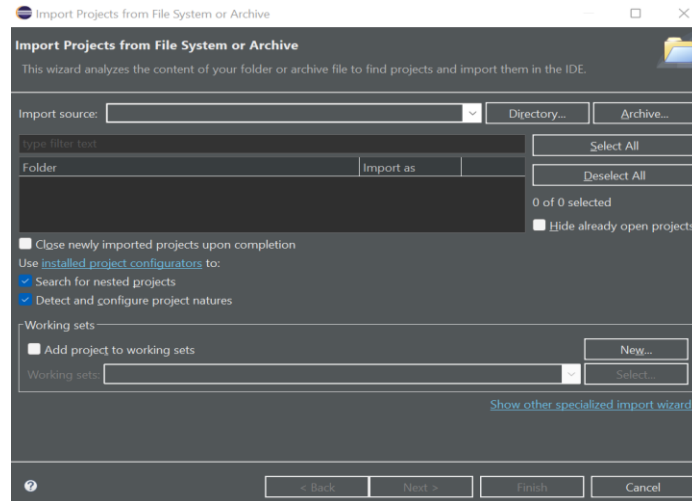 Import Projects from File System or Archive
Import Projects from File System or Archive
This wizard analyzes the content of your folder or archive file to find projects and import them in the IDE.
Import source: Directory... Archive...
type filter text Select All
Folder Import as
Deselect All
0 of 0 selected
Hide already open projects
Close newly imported projects upon completion
Use installed project configurators to:
Search for nested projects
Detect and configure project natures
Working sets
Add project to working sets New...
Working sets: Select...
Show other specialized import wizard
? < Back Next > Finish Cancel